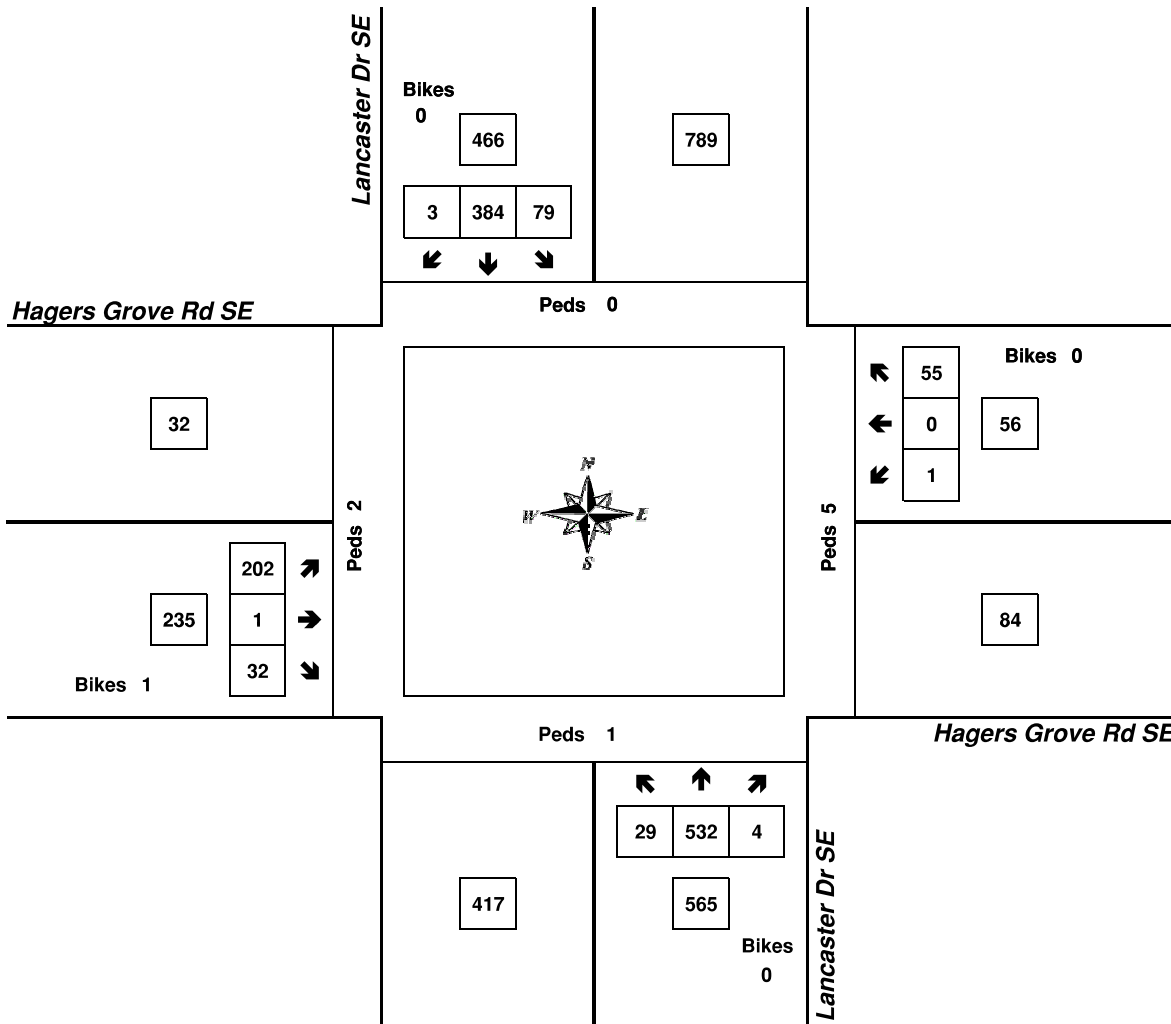 Lancaster Dr SE
Bikes
0
466
789
3 384 79
Peds 0
Hagers Grove Rd SE
55
Bikes 0
32
0
56
1
N
W E
S
Peds 2
Peds 5
202
235
1
84
32
Bikes 1
Peds 1
Hagers Grove Rd SE
29 532 4
417
565
Lancaster Dr SE
Bikes
0